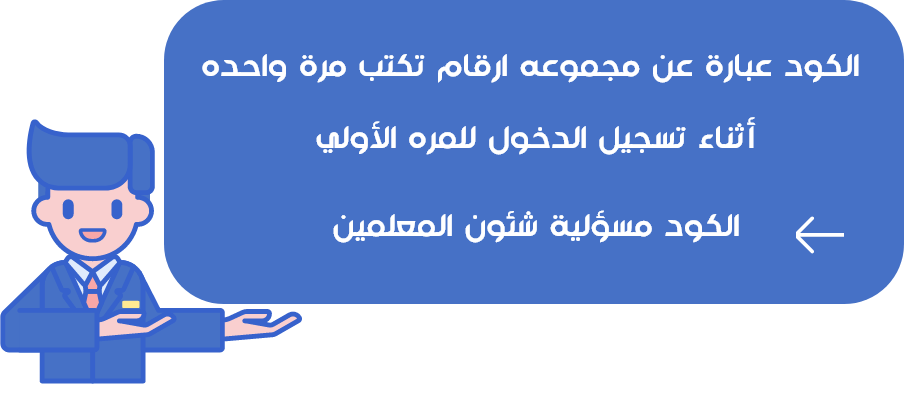 الكود عبارة عن مجموعه ارقام تكتب مرة واحده
أثناء تسجيل الدخول للمره الأولي
الكود مسؤلية شئون المعلمين